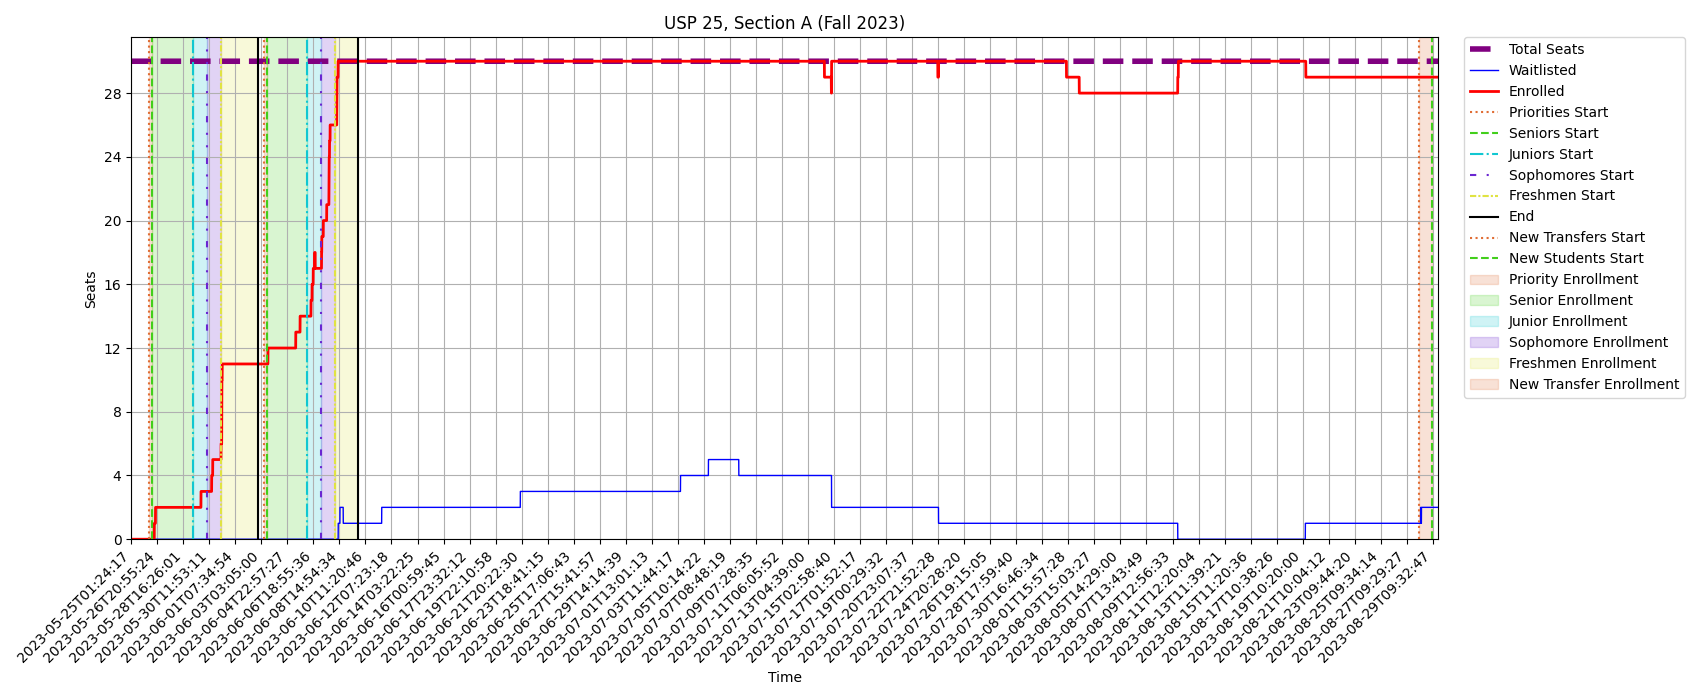 USP 25, Section A (Fall 2023)
Seats
28
24
20
16
12
8
4
0
2023-05-25T01:24:17
2023-05-26T20:55:24
2023-05-28T16:26:01
2023-05-30T11:53:11
2023-06-01T07:34:54
2023-06-03T03:05:00
2023-06-04T22:57:27
2023-06-06T18:55:36
2023-06-08T14:54:34
2023-06-10T11:20:46
2023-06-12T07:23:18
2023-06-14T03:22:25
2023-06-16T00:59:45
2023-06-17T23:32:12
2023-06-19T22:10:58
2023-06-21T20:22:30
2023-06-23T18:41:15
2023-06-25T17:06:43
2023-06-27T15:41:57
2023-06-29T14:14:39
2023-07-01T13:01:13
2023-07-03T11:44:17
2023-07-05T10:14:22
2023-07-07T08:48:19
2023-07-09T07:28:35
2023-07-11T06:05:52
2023-07-13T04:39:00
2023-07-15T02:58:40
2023-07-17T01:52:17
2023-07-19T00:29:32
2023-07-20T23:07:37
2023-07-22T21:52:28
2023-07-24T20:28:20
2023-07-26T19:15:05
2023-07-28T17:59:40
2023-07-30T16:46:34
2023-08-01T15:57:28
2023-08-03T15:03:27
2023-08-05T14:29:00
2023-08-07T13:43:49
2023-08-09T12:56:33
2023-08-11T12:20:04
2023-08-13T11:39:21
2023-08-15T11:20:36
2023-08-17T10:38:26
2023-08-19T10:20:00
2023-08-21T10:04:12
2023-08-23T09:44:20
2023-08-25T09:34:14
2023-08-27T09:29:27
2023-08-29T09:32:47
Time
Total Seats
Waitlisted
Enrolled
Priorities Start
Seniors Start
Juniors Start
Sophomores Start
Freshmen Start
End
New Transfers Start
New Students Start
Priority Enrollment
Senior Enrollment
Junior Enrollment
Sophomore Enrollment
Freshmen Enrollment
New Transfer Enrollment